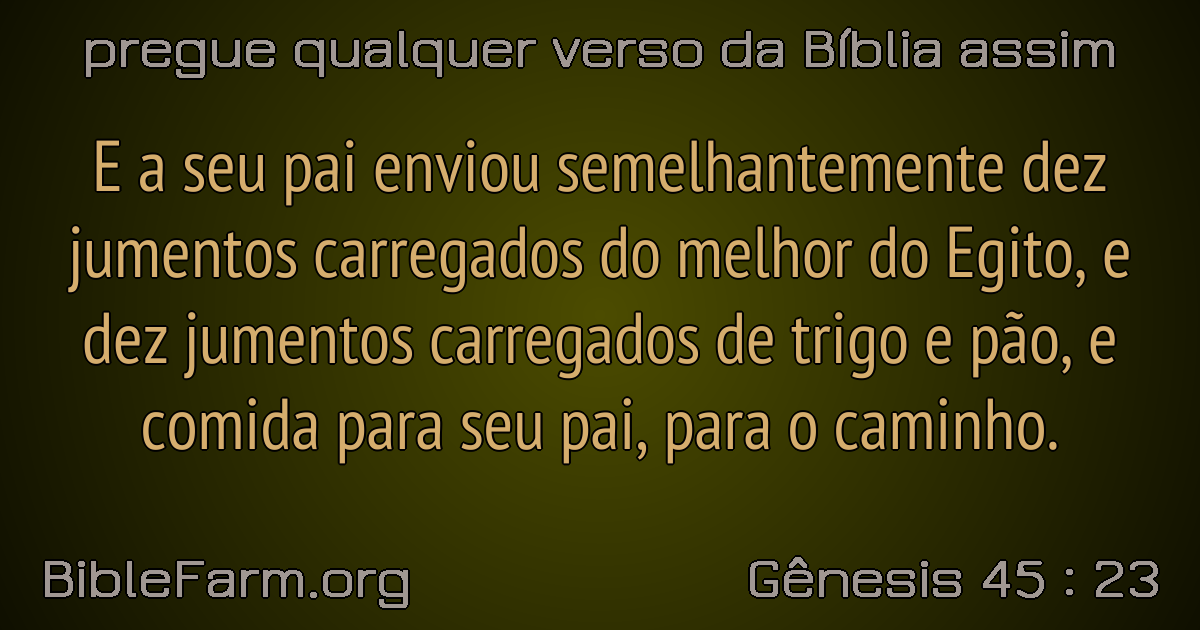 pregue qualquer verso da Bíblia assim
E a seu pai enviou semelhantemente dez
jumentos carregados do melhor do Egito, e
dez jumentos carregados de trigo e pão, e
comida para seu pai, para o caminho.
BibleFarm.org
Gênesis 45 : 23